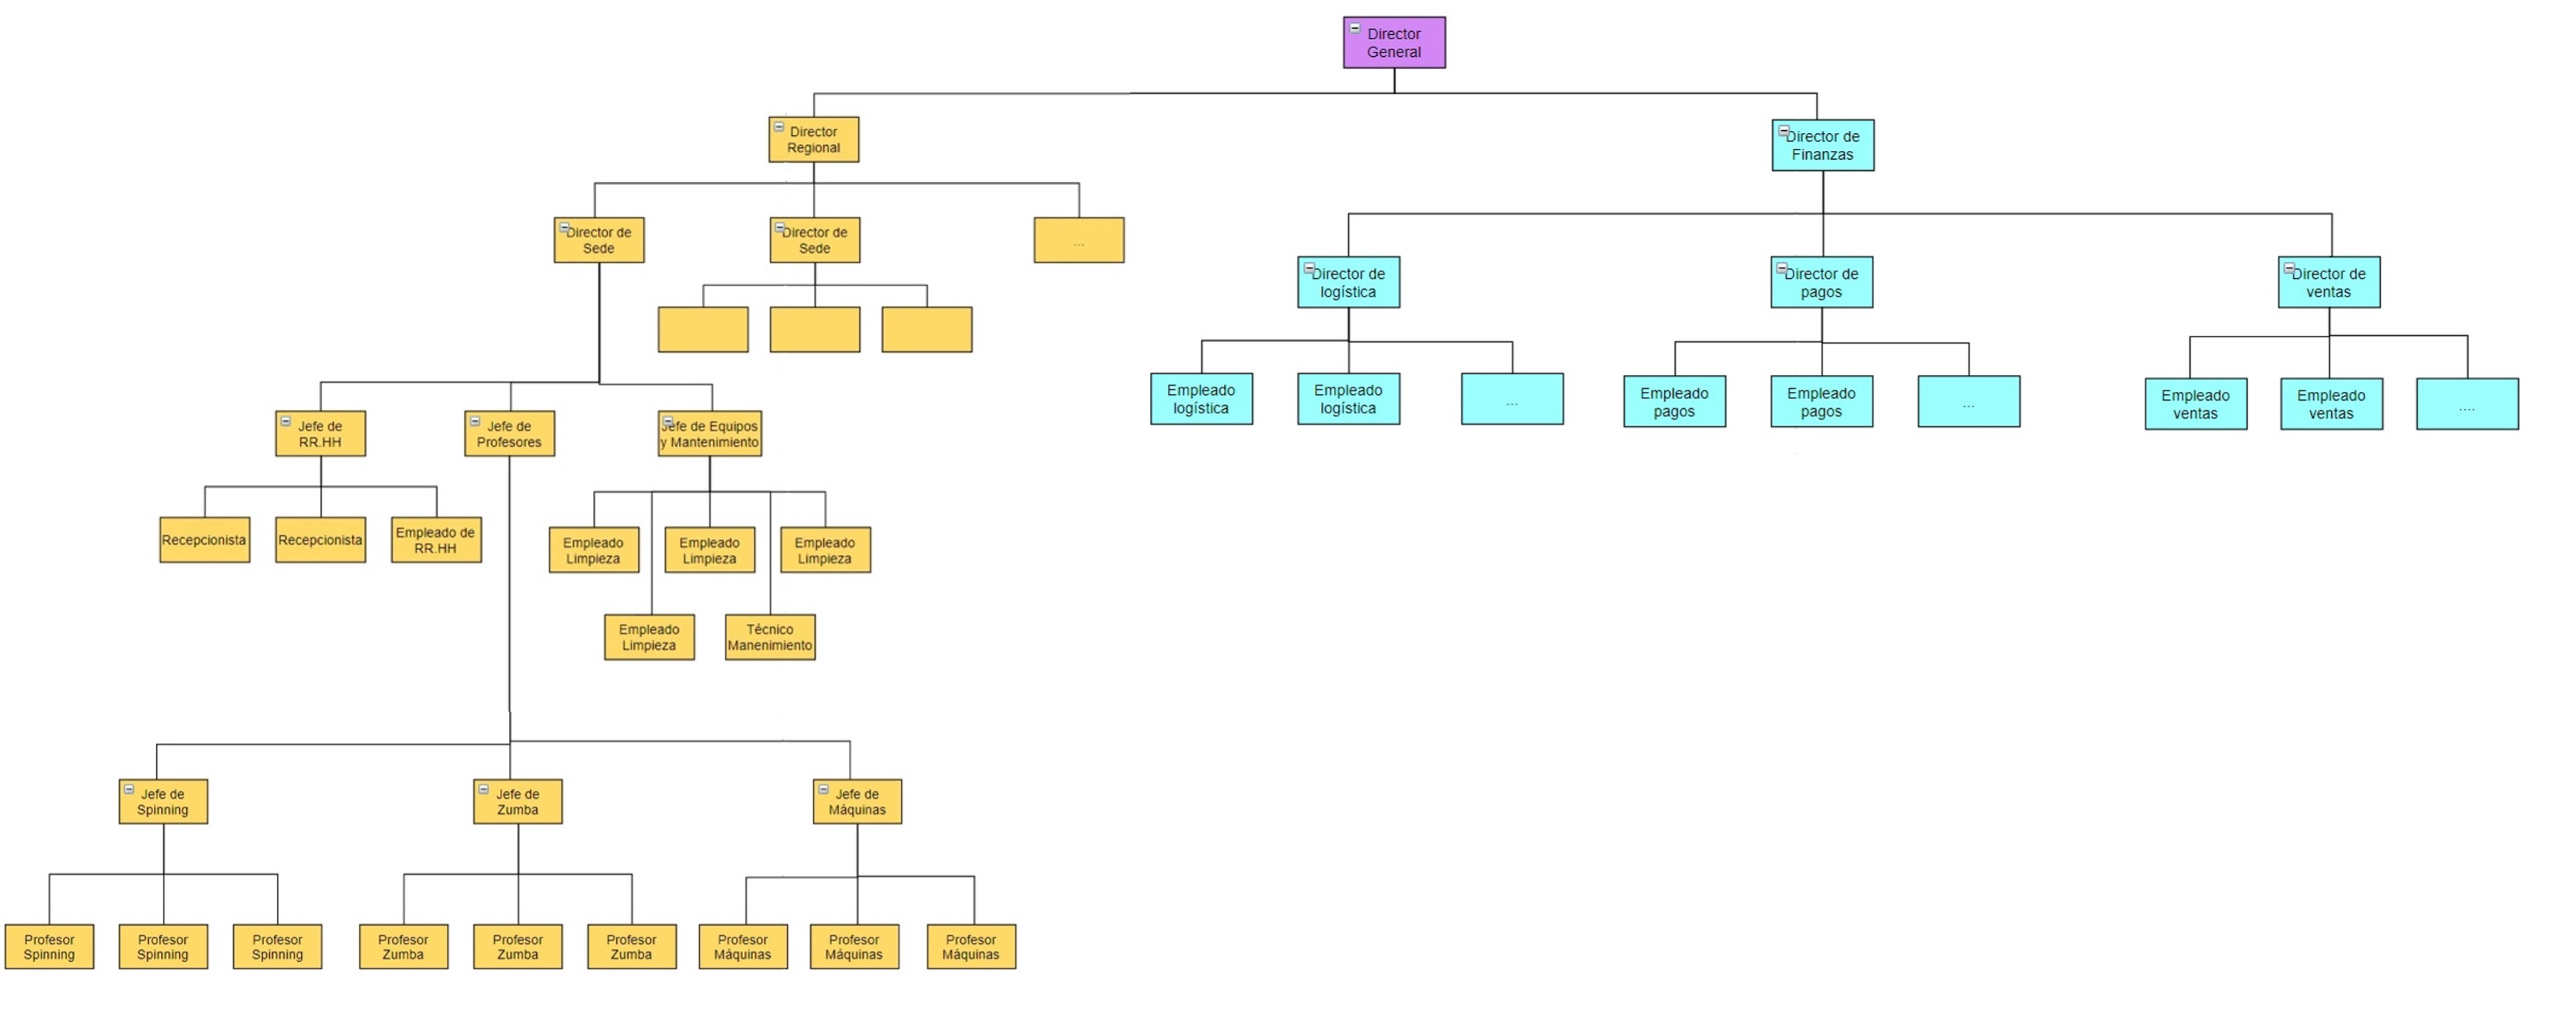 Director
General
Director
Regional
Director de
Finanzas
Director de
Sede
Director de
Sede
...
Director de
logística
Director de
pagos
Director de
ventas
Empleado
logística
Empleado
logística
...
Empleado
pagos
Empleado
pagos
...
Empleado
ventas
Empleado
ventas
....
Jefe de
RR.HH
Jefe de
Profesores
Jefe de Equipos
y Mantenimiento
Recepcionista
Recepcionista
Empleado de
RR.HH
Empleado
Limpieza
Empleado
Limpieza
Empleado
Limpieza
Empleado
Limpieza
Técnico
Manenimiento
Jefe de
Spinning
Jefe de
Zumba
Jefe de
Máquinas
Profesor
Spinning
Profesor
Spinning
Profesor
Spinning
Profesor
Zumba
Profesor
Zumba
Profesor
Zumba
Profesor
Máquinas
Profesor
Máquinas
Profesor
Máquinas